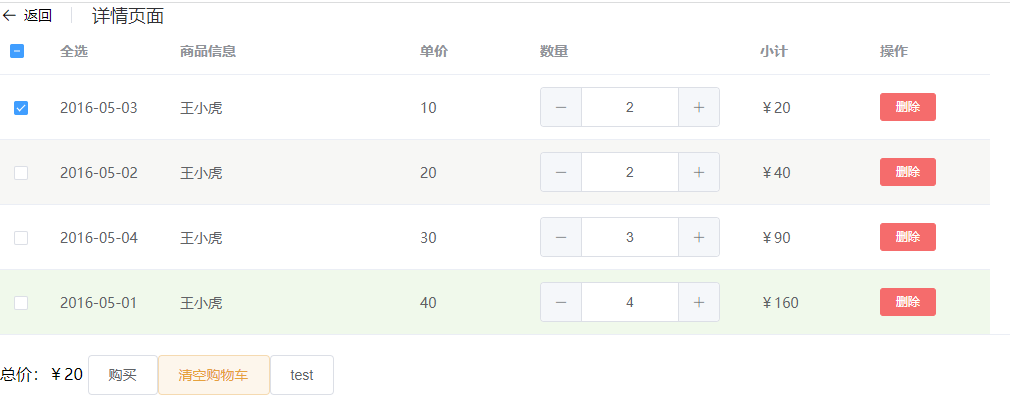 ← 返回 详情页面
全选 商品信息 单价 数量 小计 操作
2016-05-03 王小虎 10 − 2 + ￥20 删除
2016-05-02 王小虎 20 − 2 + ￥40 删除
2016-05-04 王小虎 30 − 3 + ￥90 删除
2016-05-01 王小虎 40 − 4 + ￥160 删除
总价：￥20 购买 清空购物车 test